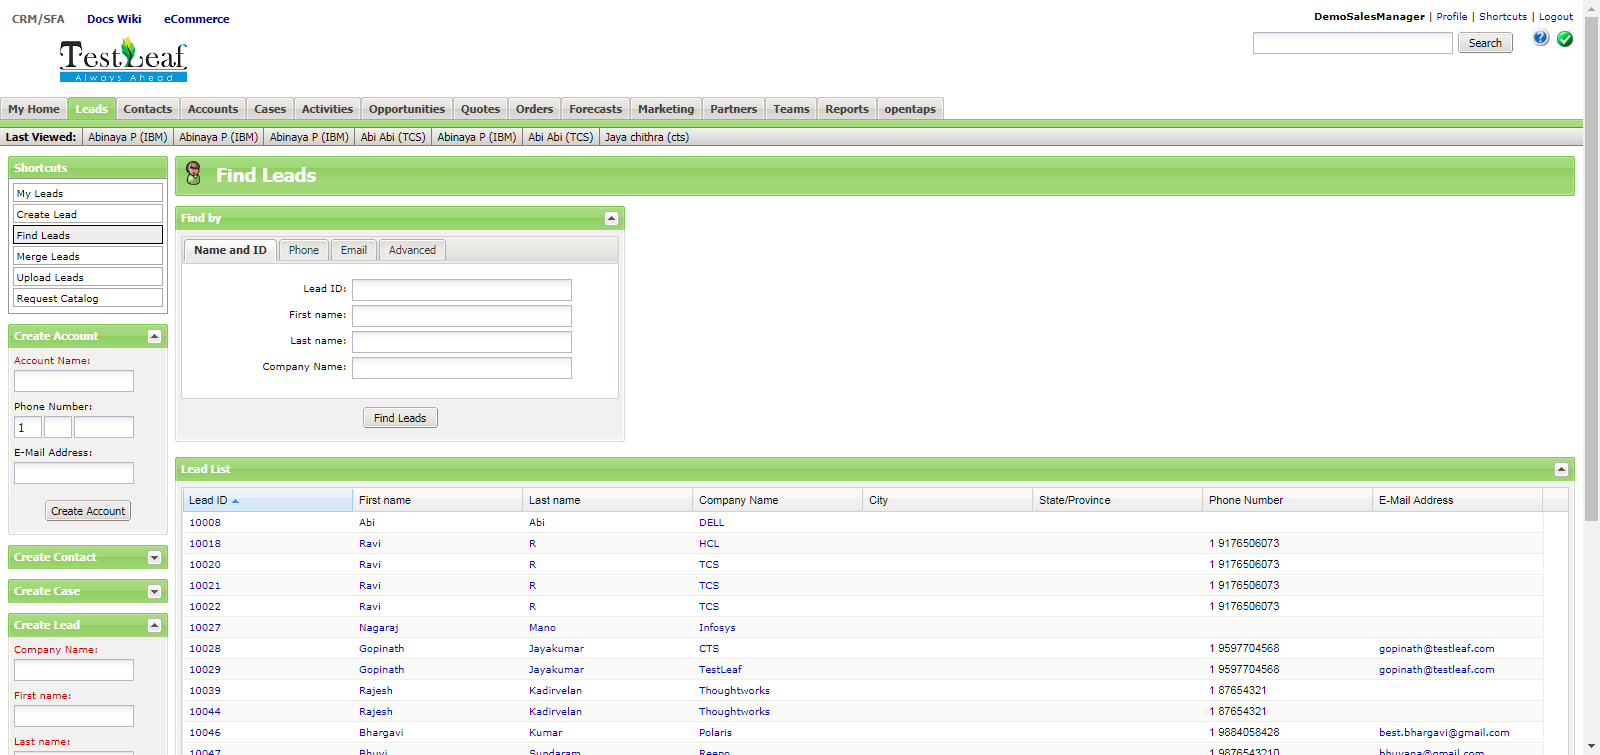 CRM/SFA Docs Wiki eCommerce
DemoSalesManager | Profile | Shortcuts | Logout
TestLeaf
Always Ahead
Search
My Home Leads Contacts Accounts Cases Activities Opportunities Quotes Orders Forecasts Marketing Partners Teams Reports opentaps
Last Viewed: Abinaya P (IBM) Abinaya P (IBM) Abinaya P (IBM) Abi Abi (TCS) Abinaya P (IBM) Abi Abi (TCS) Jaya chithra (cts)
Shortcuts
My Leads
Create Lead
Find Leads
Merge Leads
Upload Leads
Request Catalog
Create Account
Account Name:
Phone Number:
1
E-Mail Address:
Create Account
Create Contact
Create Case
Create Lead
Company Name:
First name:
Last name:
Find Leads
Find by
Name and ID Phone Email Advanced
Lead ID:
First name:
Last name:
Company Name:
Find Leads
Lead List
Lead ID First name Last name Company Name City State/Province Phone Number E-Mail Address
10008 Abi Abi DELL
10018 Ravi R HCL 1 9176506073
10020 Ravi R TCS 1 9176506073
10021 Ravi R TCS 1 9176506073
10022 Ravi R TCS 1 9176506073
10027 Nagaraj Mano Infosys
10028 Gopinath Jayakumar CTS 1 9597704568 gopinath@testleaf.com
10029 Gopinath Jayakumar TestLeaf 1 9597704568 gopinath@testleaf.com
10039 Rajesh Kadirvelan Thoughtworks 1 87654321
10044 Rajesh Kadirvelan Thoughtworks 1 87654321
10046 Bhargavi Kumar Polaris 1 9884058428 best.bhargavi@gmail.com
10047 Bhuvi Sundaram 1 9876543210 bhuvana@gmail.com